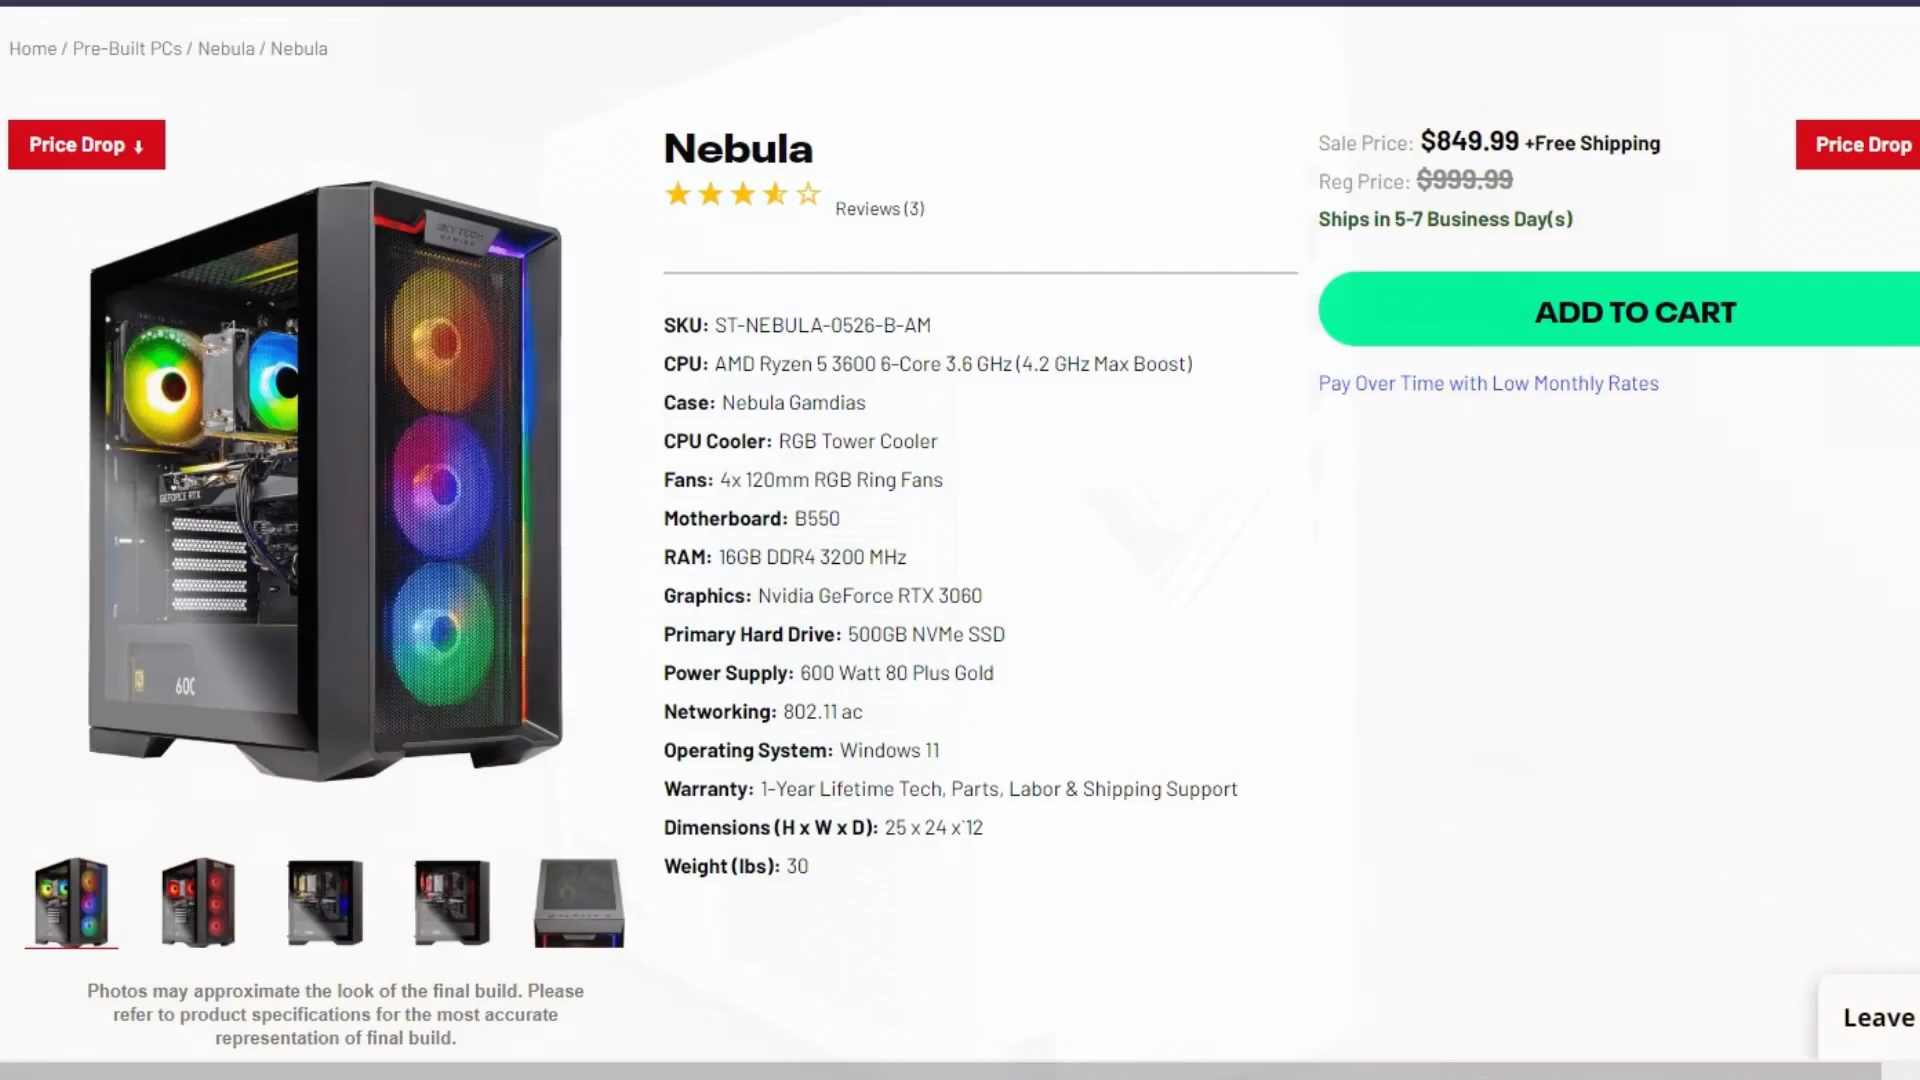 Home / Pre-Built PCs / Nebula / Nebula
Price Drop ↓
SKYTECH
GAMING
GEFORCE RTX
60C
Photos may approximate the look of the final build. Please
refer to product specifications for the most accurate
representation of final build.
Nebula
Reviews (3)
SKU: ST-NEBULA-0526-B-AM
CPU: AMD Ryzen 5 3600 6-Core 3.6 GHz (4.2 GHz Max Boost)
Case: Nebula Gamdias
CPU Cooler: RGB Tower Cooler
Fans: 4x 120mm RGB Ring Fans
Motherboard: B550
RAM: 16GB DDR4 3200 MHz
Graphics: Nvidia GeForce RTX 3060
Primary Hard Drive: 500GB NVMe SSD
Power Supply: 600 Watt 80 Plus Gold
Networking: 802.11 ac
Operating System: Windows 11
Warranty: 1-Year Lifetime Tech, Parts, Labor & Shipping Support
Dimensions (H x W x D): 25 x 24 x`12
Weight (lbs): 30
Sale Price: $849.99 +Free Shipping
Reg Price: $999.99
Ships in 5-7 Business Day(s)
Price Drop
ADD TO CART
Pay Over Time with Low Monthly Rates
Leave